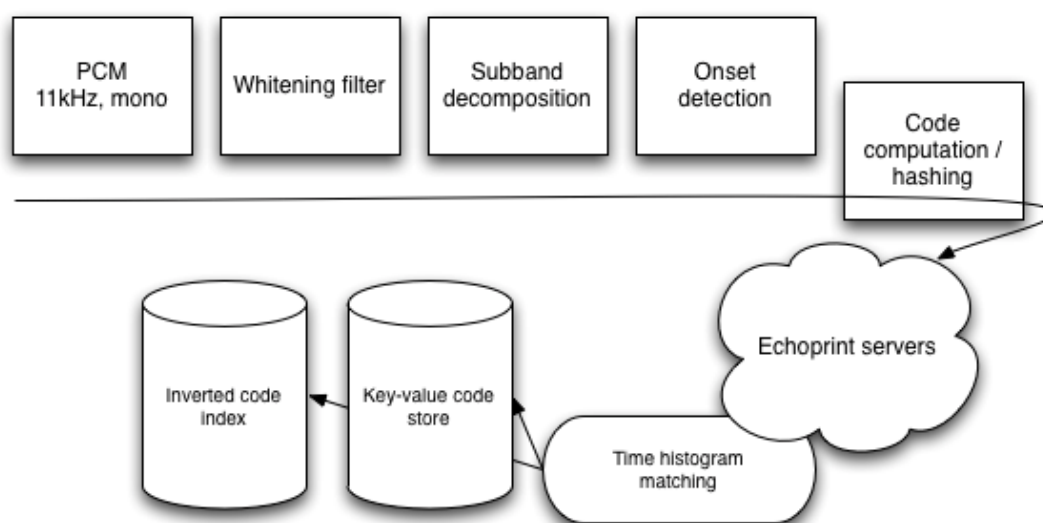 PCM
11kHz, mono
Whitening filter
Subband
decomposition
Onset
detection
Code
computation /
hashing
Echoprint servers
Inverted code
index
Key-value code
store
Time histogram
matching